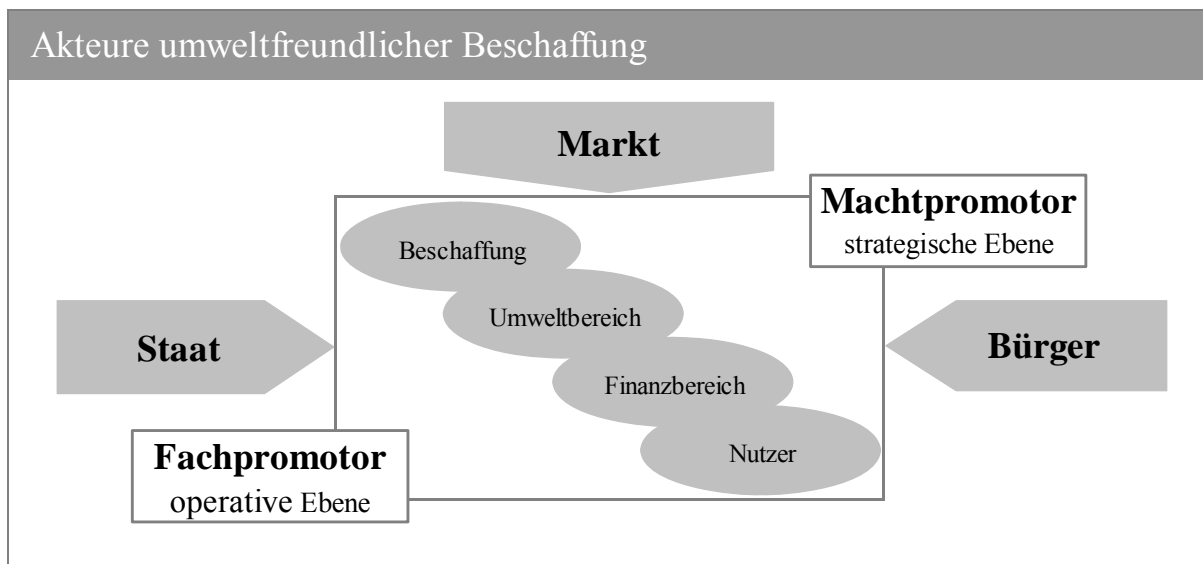 Akteure umweltfreundlicher Beschaffung
Markt
Machtpromotor
strategische Ebene
Beschaffung
Umweltbereich
Staat
Bürger
Finanzbereich
Fachpromotor
operative Ebene
Nutzer